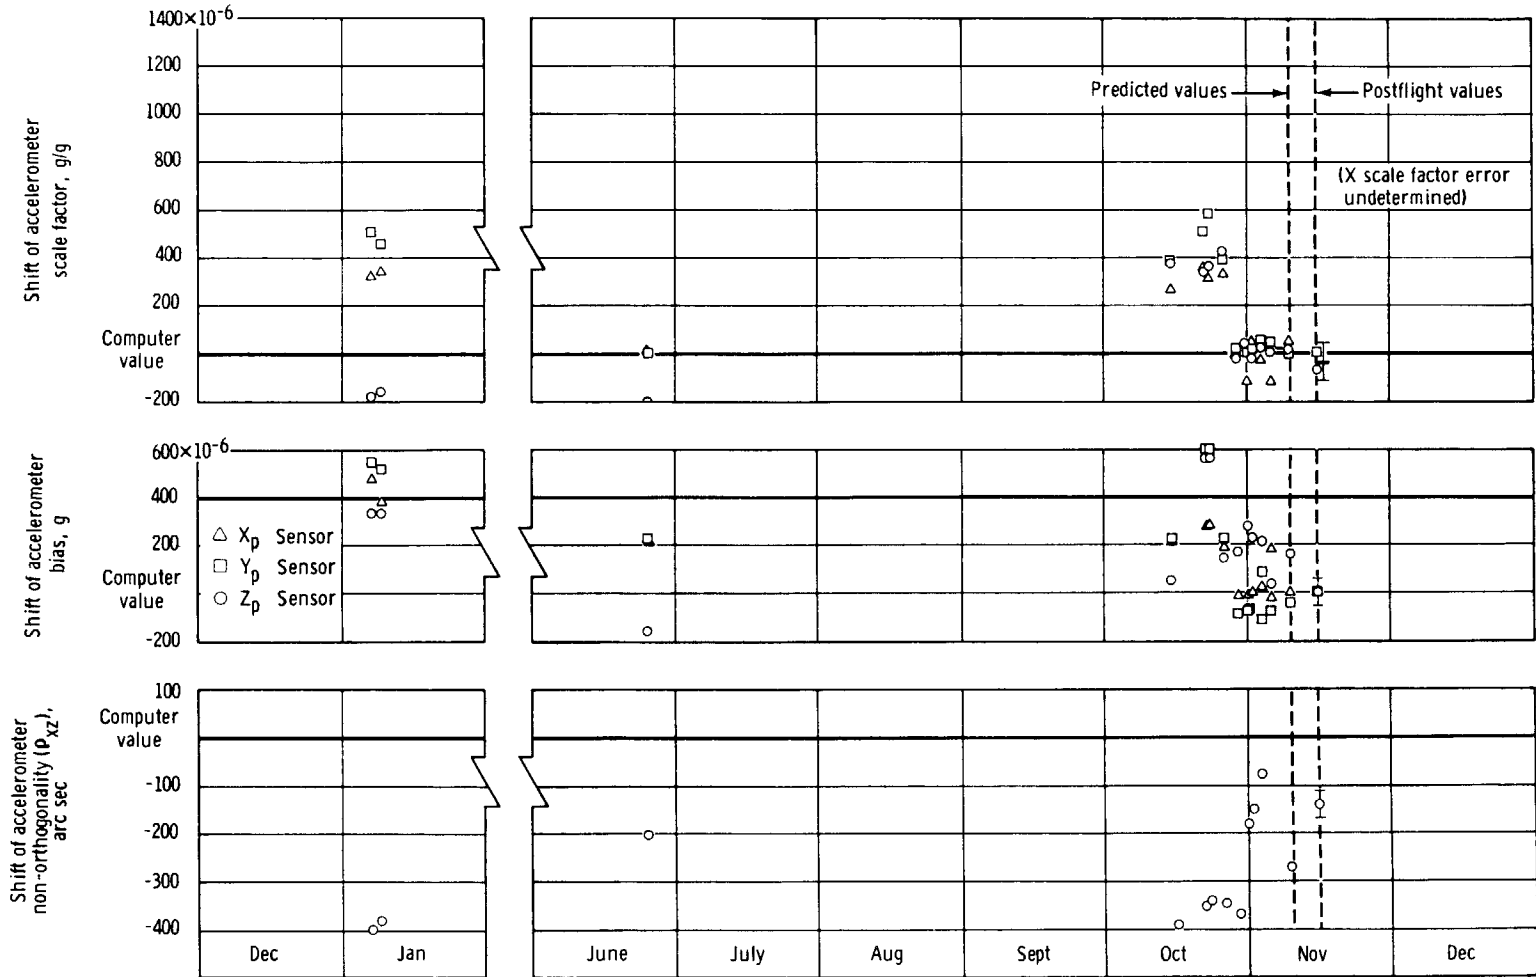 Shift of accelerometer
scale factor, g/g
1400×10-6
1200
1000
800
600
400
200
Computer
value
-200
Predicted values
Postflight values
(X scale factor error
undetermined)
Shift of accelerometer
bias, g
600×10-6
400
200
Computer
value
-200
Xp Sensor
Yp Sensor
Zp Sensor
Shift of accelerometer
non-orthogonality (ρXZ),
arc sec
100
Computer
value
-100
-200
-300
-400
Dec
Jan
June
July
Aug
Sept
Oct
Nov
Dec